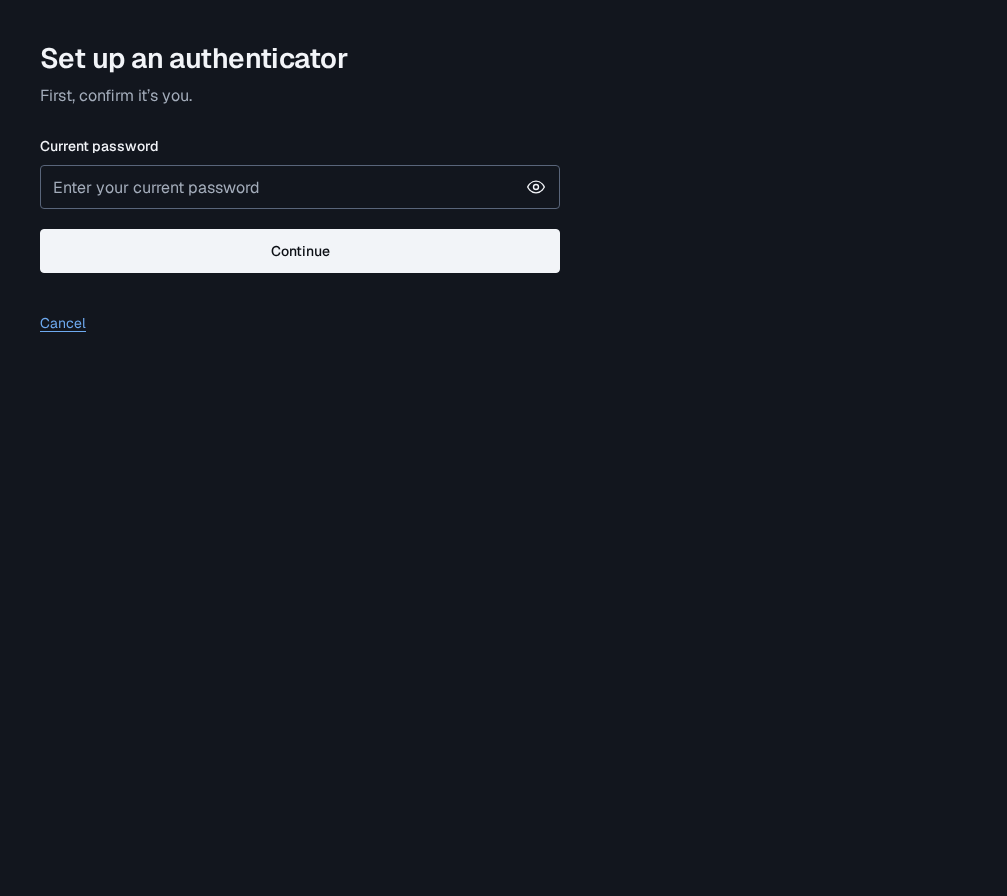 Set up an authenticator
First, confirm it’s you.
Current password
Enter your current password
Continue
Cancel